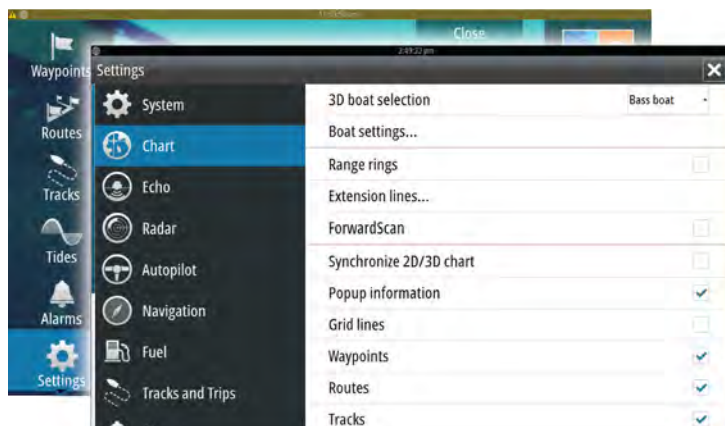 Close
Waypoints
Routes
Tracks
Tides
Alarms
Settings
2:49:22 pm
Settings
System
Chart
Echo
Radar
Autopilot
Navigation
Fuel
Tracks and Trips
3D boat selection Bass boat
Boat settings...
Range rings
Extension lines...
ForwardScan
Synchronize 2D/3D chart
Popup information
Grid lines
Waypoints
Routes
Tracks